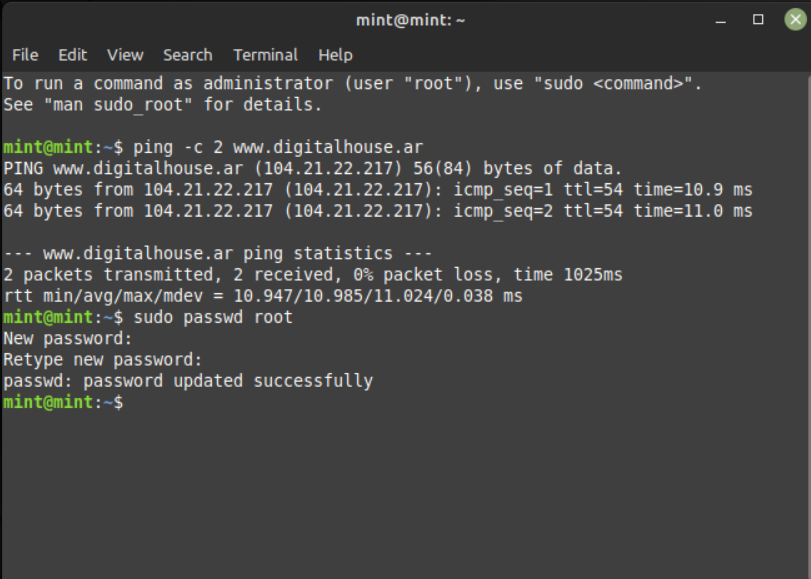 mint@mint: ~
File Edit View Search Terminal Help
To run a command as administrator (user "root"), use "sudo <command>".
See "man sudo_root" for details.
mint@mint:~$ ping -c 2 www.digitalhouse.ar
PING www.digitalhouse.ar (104.21.22.217) 56(84) bytes of data.
64 bytes from 104.21.22.217 (104.21.22.217): icmp_seq=1 ttl=54 time=10.9 ms
64 bytes from 104.21.22.217 (104.21.22.217): icmp_seq=2 ttl=54 time=11.0 ms
--- www.digitalhouse.ar ping statistics ---
2 packets transmitted, 2 received, 0% packet loss, time 1025ms
rtt min/avg/max/mdev = 10.947/10.985/11.024/0.038 ms
mint@mint:~$ sudo passwd root
New password:
Retype new password:
passwd: password updated successfully
mint@mint:~$